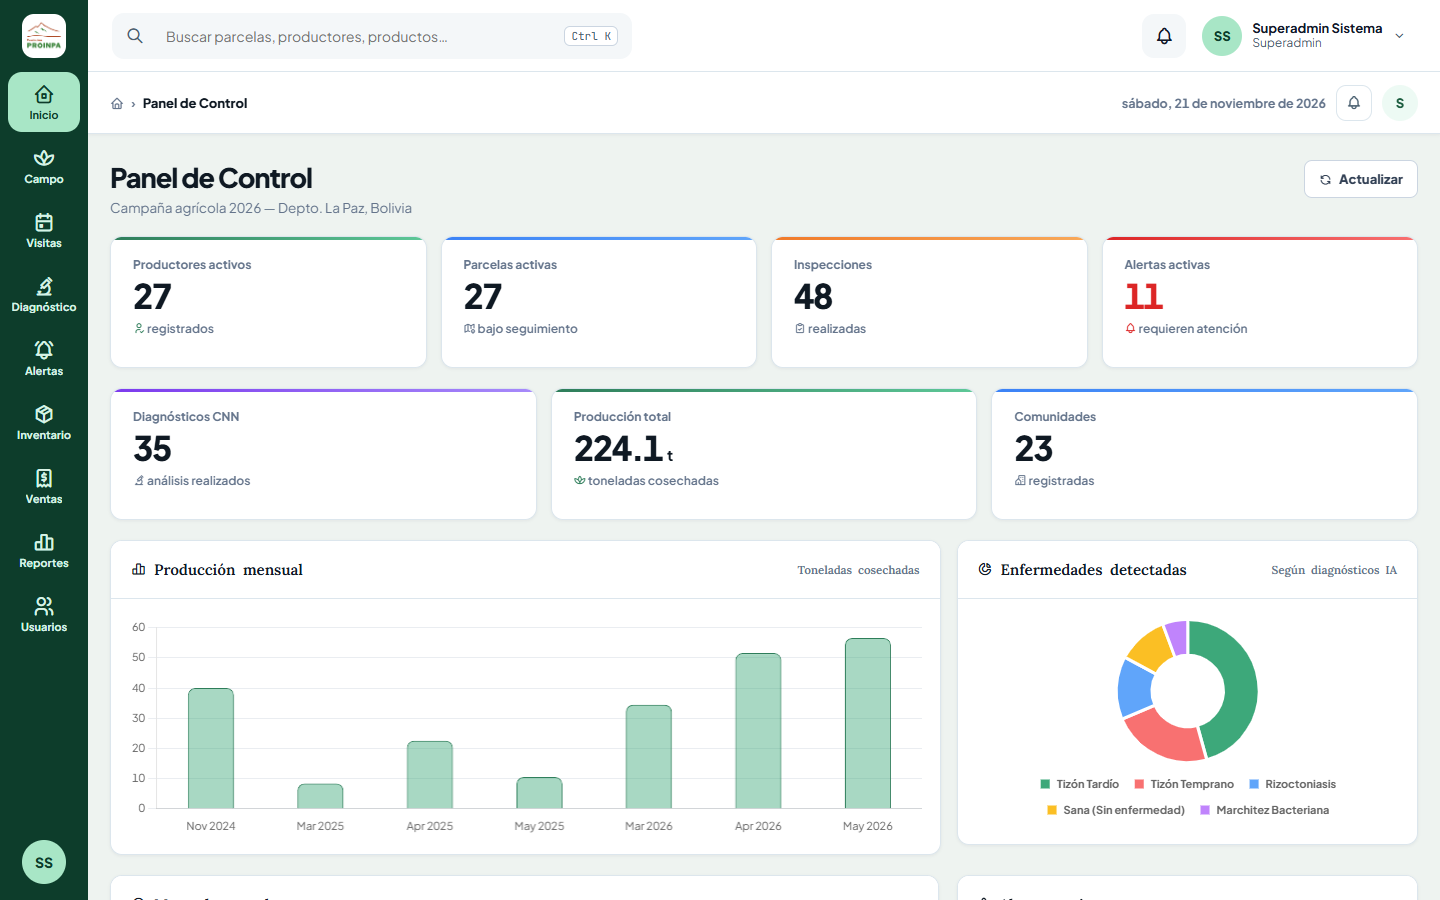 PROINPA
Buscar parcelas, productores, productos...
Ctrl K
Superadmin Sistema
Superadmin
SS
Inicio
Campo
Visitas
Diagnóstico
Alertas
Inventario
Ventas
Reportes
Usuarios
SS
› Panel de Control
sábado, 21 de noviembre de 2026
S
Panel de Control
Campaña agrícola 2026 — Depto. La Paz, Bolivia
Actualizar
Productores activos
27
registrados
Parcelas activas
27
bajo seguimiento
Inspecciones
48
realizadas
Alertas activas
11
requieren atención
Diagnósticos CNN
35
análisis realizados
Producción total
224.1 t
toneladas cosechadas
Comunidades
23
registradas
Producción mensual
Toneladas cosechadas
60
50
40
30
20
10
0
Nov 2024
Mar 2025
Apr 2025
May 2025
Mar 2026
Apr 2026
May 2026
Enfermedades detectadas
Según diagnósticos IA
Tizón Tardío
Tizón Temprano
Rizoctoniasis
Sana (Sin enfermedad)
Marchitez Bacteriana